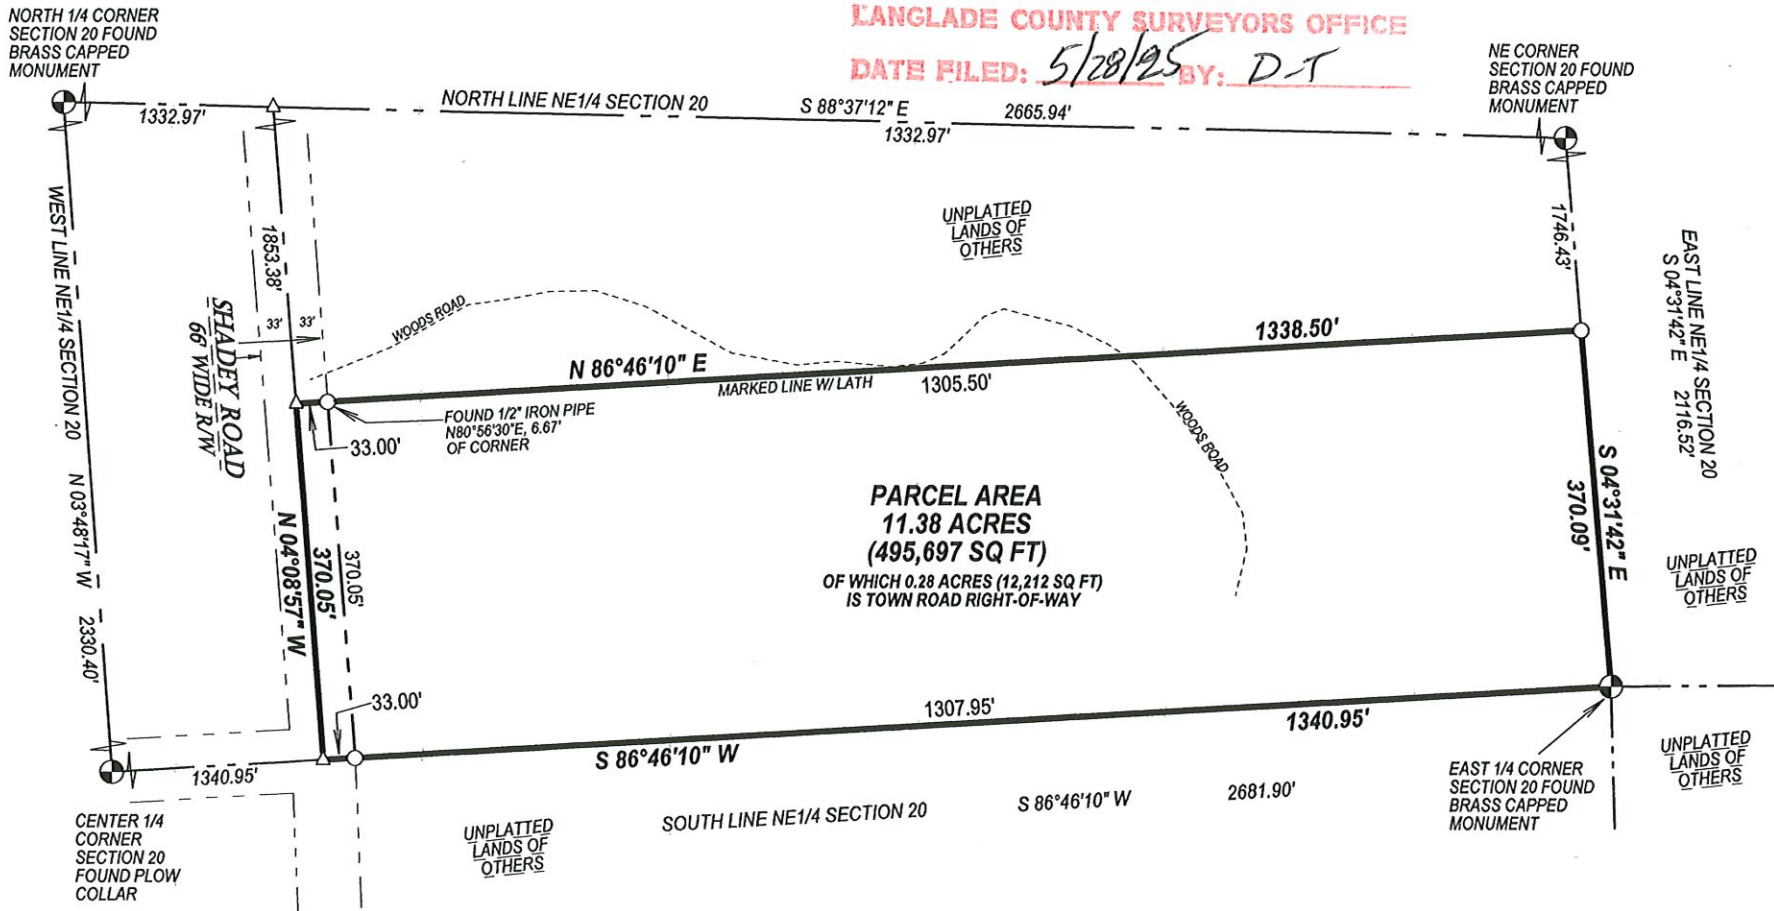 LANGLADE COUNTY SURVEYORS OFFICE
DATE FILED: 5/28/25 BY: D-T
NORTH 1/4 CORNER
SECTION 20 FOUND
BRASS CAPPED
MONUMENT
NE CORNER
SECTION 20 FOUND
BRASS CAPPED
MONUMENT
NORTH LINE NE1/4 SECTION 20 S 88°37'12" E 2665.94'
1332.97'
1332.97'
WEST LINE NE1/4 SECTION 20 N 03°48'17" W 2330.40'
1853.38'
UNPLATTED
LANDS OF
OTHERS
1746.43'
EAST LINE NE1/4 SECTION 20
S 04°31'42" E 2116.52'
SHADEY ROAD
66' WIDE R/W
33' 33'
WOODS ROAD
N 86°46'10" E
1338.50'
MARKED LINE W/ LATH
1305.50'
FOUND 1/2" IRON PIPE
N80°56'30"E, 6.67'
OF CORNER
33.00'
WOODS ROAD
PARCEL AREA
11.38 ACRES
(495,697 SQ FT)
OF WHICH 0.28 ACRES (12,212 SQ FT)
IS TOWN ROAD RIGHT-OF-WAY
N 04°08'57" W
370.05'
370.05'
S 04°31'42" E
370.09'
UNPLATTED
LANDS OF
OTHERS
33.00'
1307.95'
1340.95'
S 86°46'10" W
1340.95'
CENTER 1/4
CORNER
SECTION 20
FOUND PLOW
COLLAR
UNPLATTED
LANDS OF
OTHERS
SOUTH LINE NE1/4 SECTION 20 S 86°46'10" W 2681.90'
EAST 1/4 CORNER
SECTION 20 FOUND
BRASS CAPPED
MONUMENT
UNPLATTED
LANDS OF
OTHERS